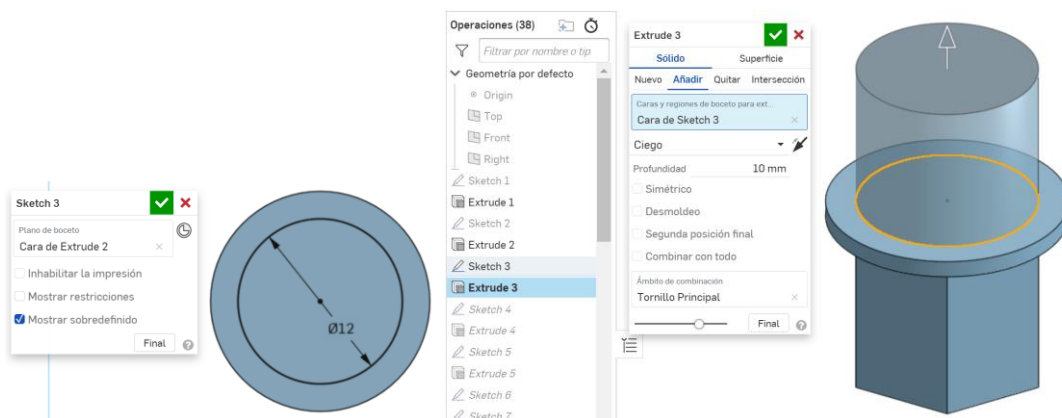 Sketch 3
Plano de boceto
Cara de Extrude 2
Inhabilitar la impresión
Mostrar restricciones
Mostrar sobredefinido
Final
Ø12
Operaciones (38)
Filtrar por nombre o tip
Geometría por defecto
Origin
Top
Front
Right
Sketch 1
Extrude 1
Sketch 2
Extrude 2
Sketch 3
Extrude 3
Sketch 4
Extrude 4
Sketch 5
Extrude 5
Sketch 6
Sketch 7
Extrude 3
Sólido Superficie
Nuevo Añadir Quitar Intersección
Caras y regiones de boceto para ext...
Cara de Sketch 3
Ciego
Profundidad 10 mm
Simétrico
Desmoldeo
Segunda posición final
Combinar con todo
Ámbito de combinación
Tornillo Principal
Final